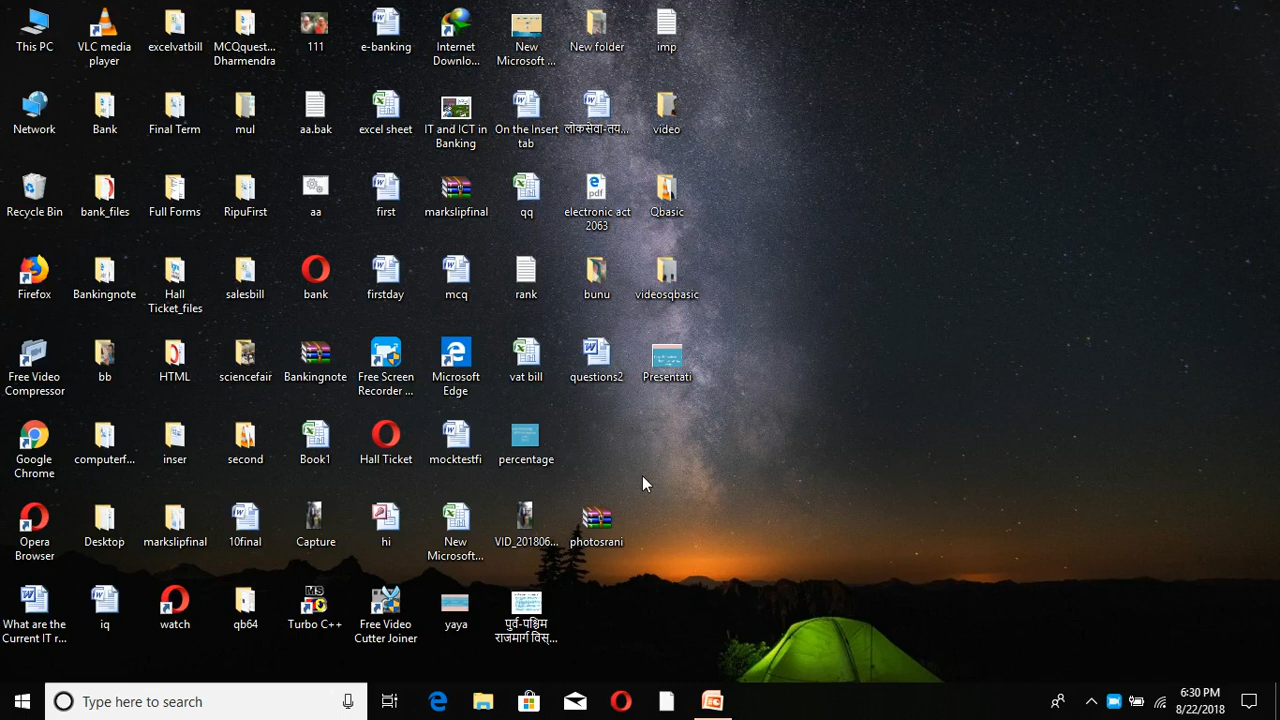 This PC
VLC media
player
excelvatbill
MCQquest...
Dharmendra
111
e-banking
Internet
Downlo...
New
Microsoft ...
New folder
imp
Network
Bank
Final Term
mul
aa.bak
excel sheet
IT and ICT in
Banking
On the Insert
tab
लोकसेवा-तय...
video
Recycle Bin
bank_files
Full Forms
RipuFirst
aa
first
markslipfinal
qq
electronic act
2063
Qbasic
Firefox
Bankingnote
Hall
Ticket_files
salesbill
bank
firstday
mcq
rank
bunu
videosqbasic
Free Video
Compressor
bb
HTML
sciencefair
Bankingnote
Free Screen
Recorder ...
Microsoft
Edge
vat bill
questions2
Presentati
Google
Chrome
computerf...
inser
second
Book1
Hall Ticket
mocktestfi
percentage
Opera
Browser
Desktop
markslipfinal
10final
Capture
hi
New
Microsoft...
VID_201806...
photosrani
What are the
Current IT r...
iq
watch
qb64
Turbo C++
Free Video
Cutter Joiner
yaya
पुर्व-पश्चिम
राजमार्ग विस्...
Type here to search
6:30 PM
8/22/2018